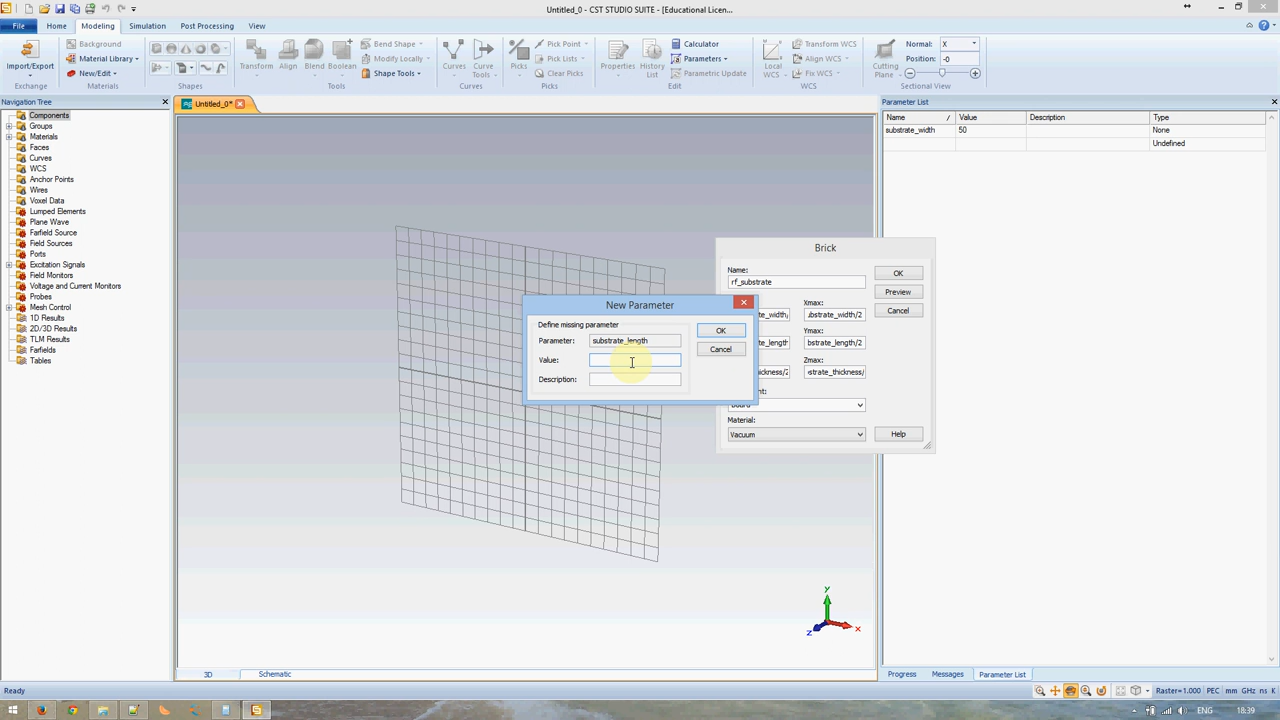 Untitled_0* - CST STUDIO SUITE - [Educational Licen...
File Home Modeling Simulation Post Processing View
Import/Export
Exchange
Background
Material Library
New/Edit
Materials
Shapes
Transform
Align
Blend
Boolean
Bend Shape
Modify Locally
Shape Tools
Tools
Curves
Curve Tools
Curves
Picks
Pick Point
Pick Lists
Clear Picks
Picks
Properties
History List
Calculator
Parameters
Parametric Update
Edit
Local WCS
Transform WCS
Align WCS
Fix WCS
WCS
Cutting Plane
Normal: X
Position: -0
Sectional View
Navigation Tree
Components
Groups
Materials
Faces
Curves
WCS
Anchor Points
Wires
Voxel Data
Lumped Elements
Plane Wave
Farfield Source
Field Sources
Ports
Excitation Signals
Field Monitors
Voltage and Current Monitors
Probes
Mesh Control
1D Results
2D/3D Results
TLM Results
Farfields
Tables
Untitled_0*
Parameter List
Name Value Description Type
substrate_width 50 None
Undefined
Brick
Name:
rf_substrate
OK
Preview
Cancel
Xmax:
Ymax:
Zmax:
Material:
Vacuum
Help
New Parameter
Define missing parameter
Parameter: substrate_length
Value:
Description:
OK
Cancel
y
x
z
3D Schematic
Progress Messages Parameter List
Ready
Raster=1.000 PEC mm GHz ns K
ENG 18:39